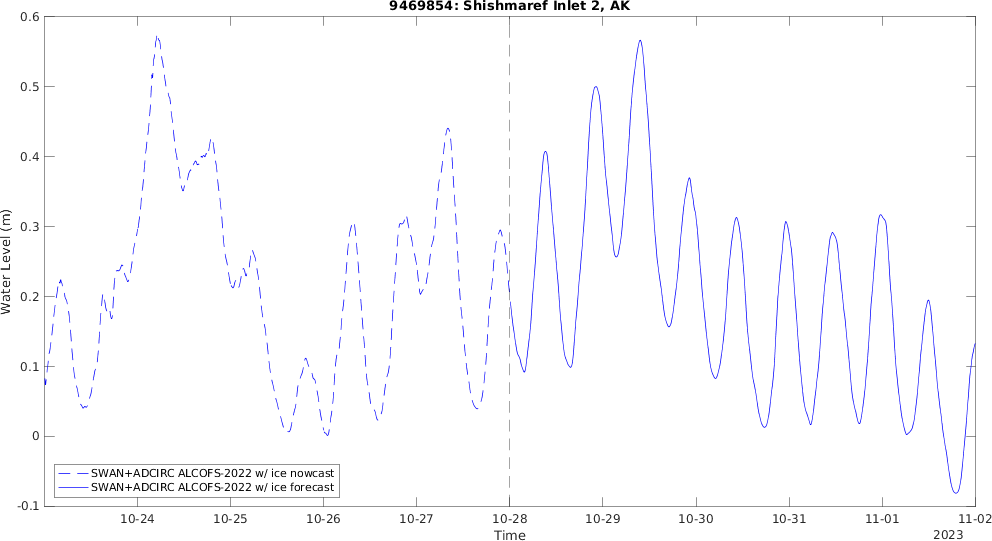 9469854: Shishmaref Inlet 2, AK
0.6
0.5
0.4
0.3
0.2
0.1
0
-0.1
Water Level (m)
SWAN+ADCIRC ALCOFS-2022 w/ ice nowcast
SWAN+ADCIRC ALCOFS-2022 w/ ice forecast
10-24 10-25 10-26 10-27 10-28 10-29 10-30 10-31 11-01 11-02
Time
2023